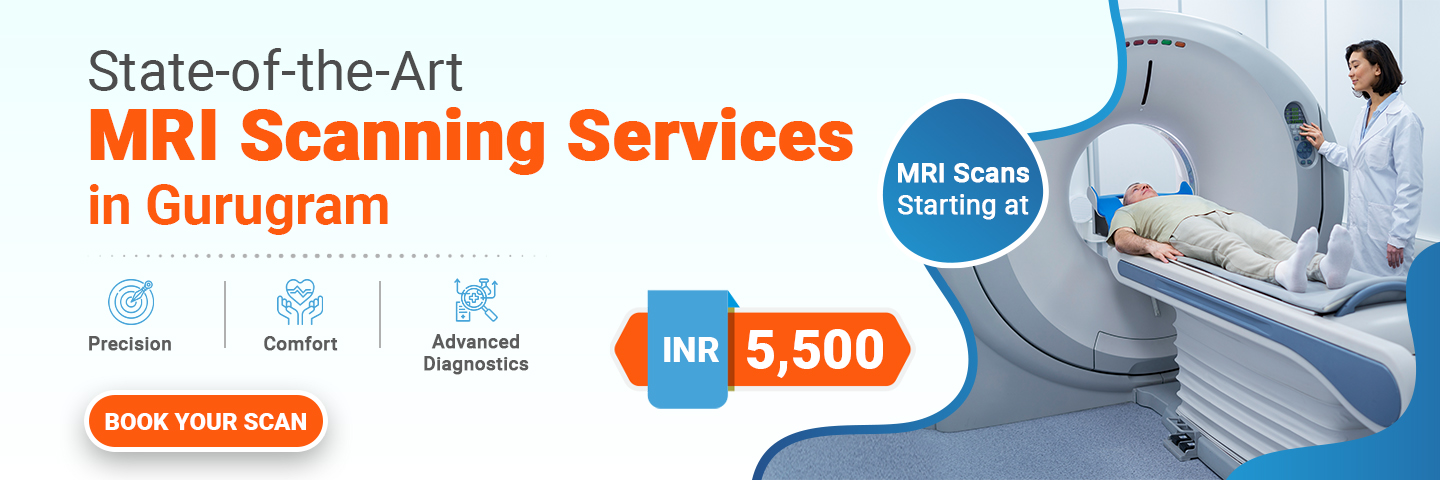 State-of-the-Art
MRI Scanning Services
in Gurugram
Precision
Comfort
Advanced
Diagnostics
BOOK YOUR SCAN
MRI Scans
Starting at
INR 5,500